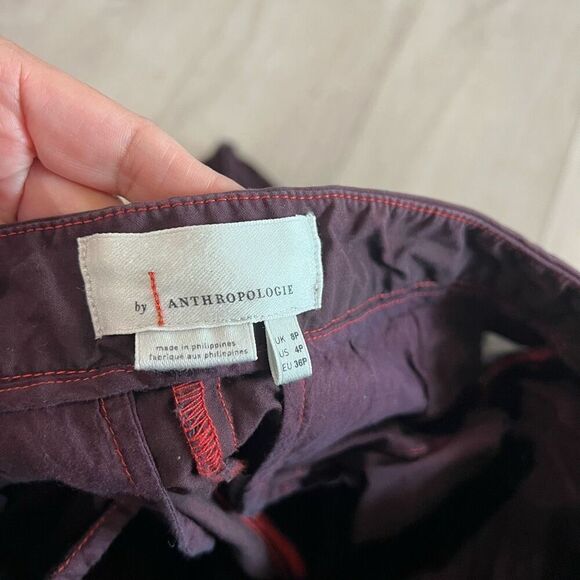 by ANTHROPOLOGIE
made in philippines
fabriqué aux philippines
UK 8P
US 4P
EU 36P